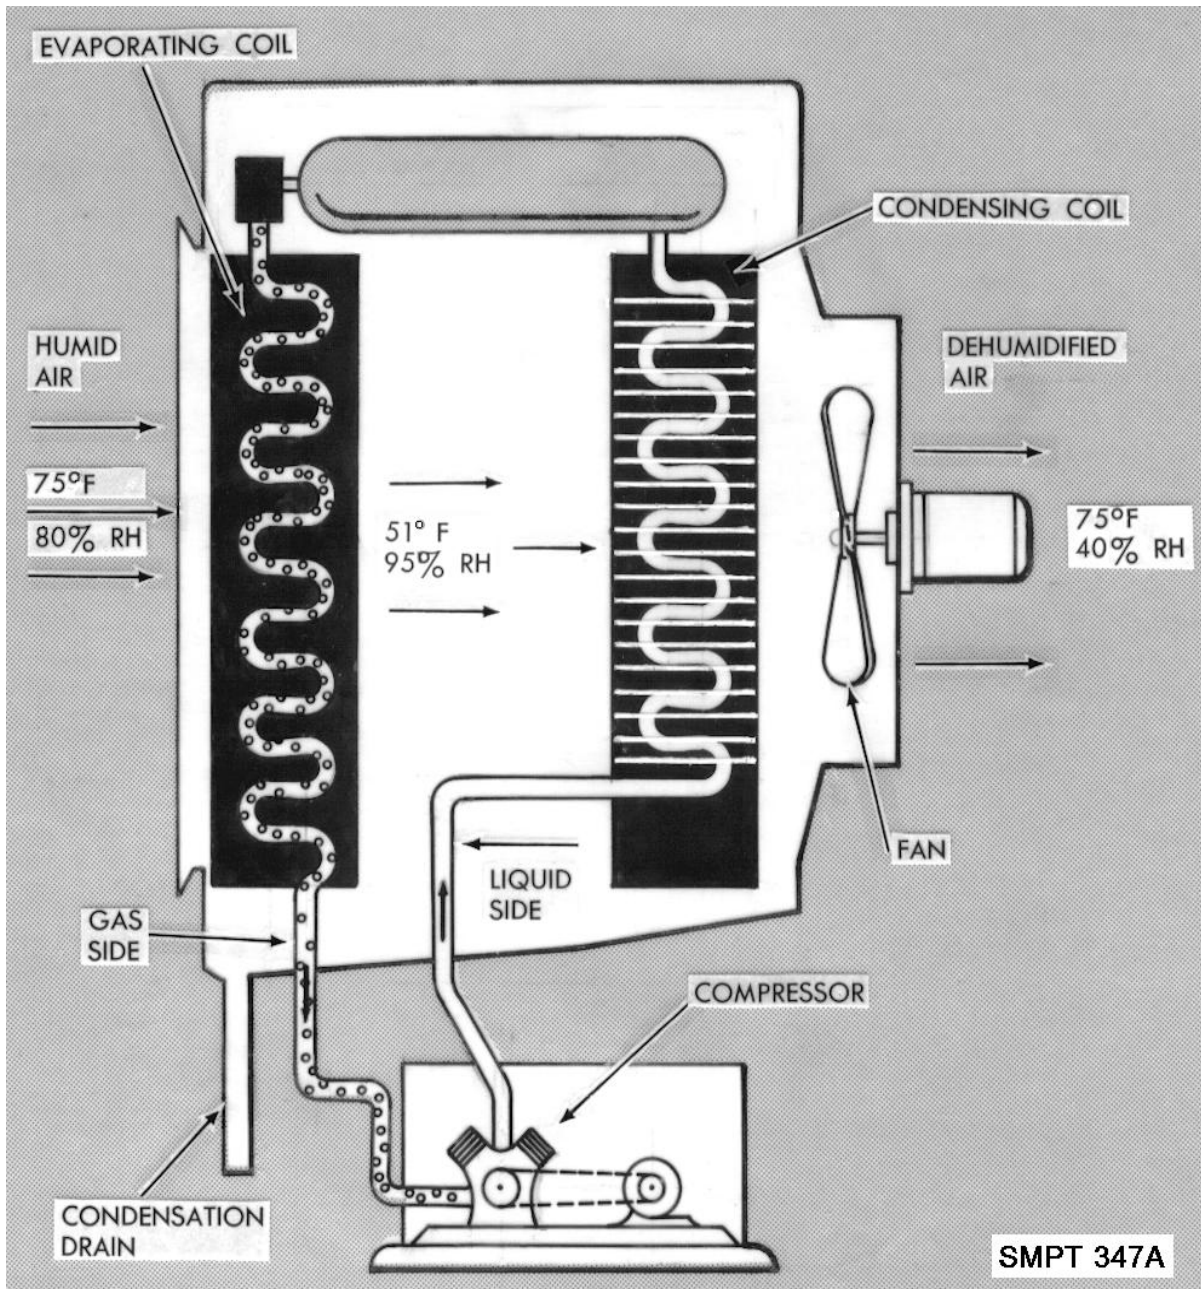 EVAPORATING COIL
CONDENSING COIL
HUMID
AIR
75°F
80% RH
51° F
95% RH
DEHUMIDIFIED
AIR
75°F
40% RH
FAN
LIQUID
SIDE
GAS
SIDE
COMPRESSOR
CONDENSATION
DRAIN
SMPT 347A